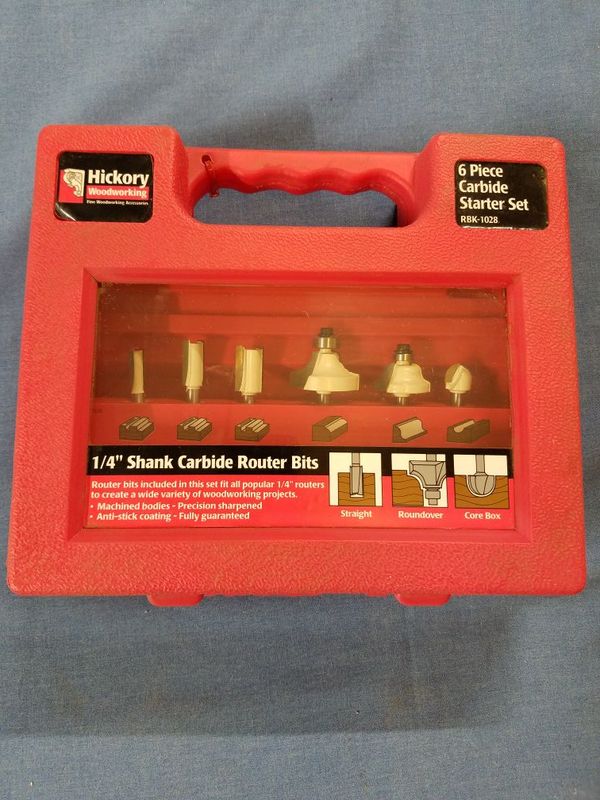 Hickory
Woodworking
Fine Woodworking Accessories
6 Piece
Carbide
Starter Set
RBK-1028
1/4" Shank Carbide Router Bits
Router bits included in this set fit all popular 1/4" routers
to create a wide variety of woodworking projects.
• Machined bodies - Precision sharpened
• Anti-stick coating - Fully guaranteed
Straight
Roundover
Core Box